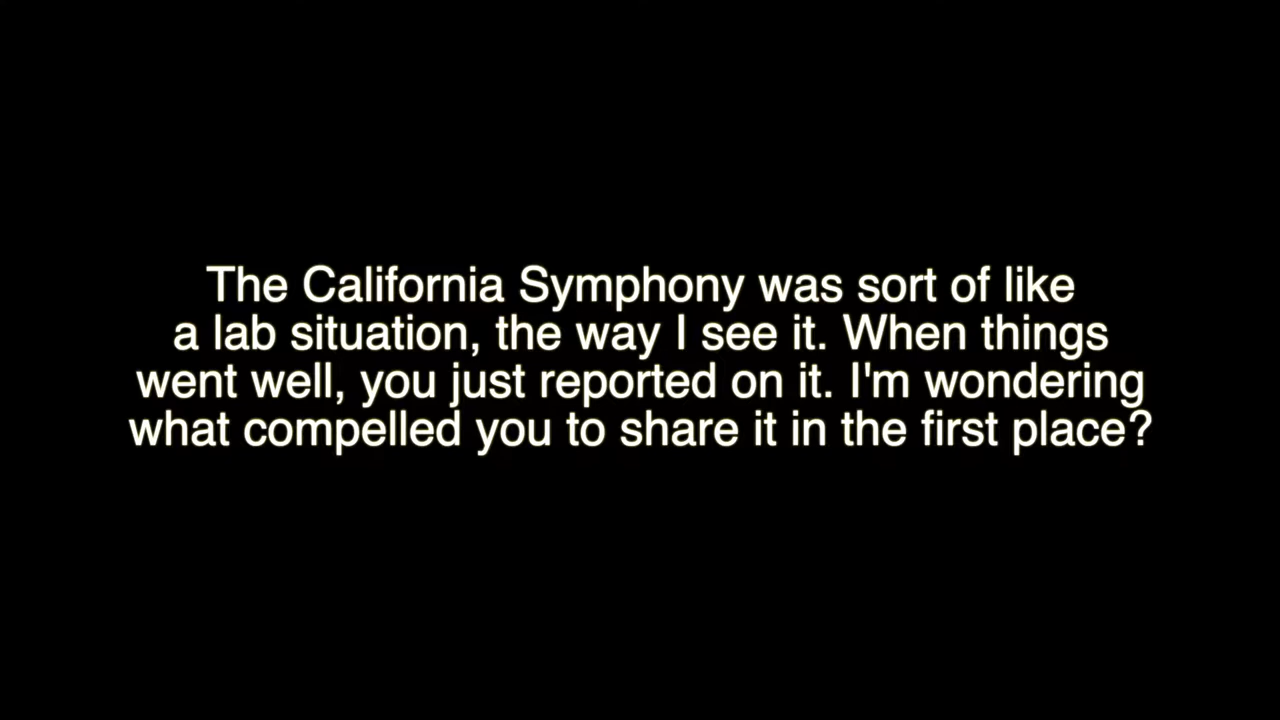 The California Symphony was sort of like
a lab situation, the way I see it. When things
went well, you just reported on it. I'm wondering
what compelled you to share it in the first place?